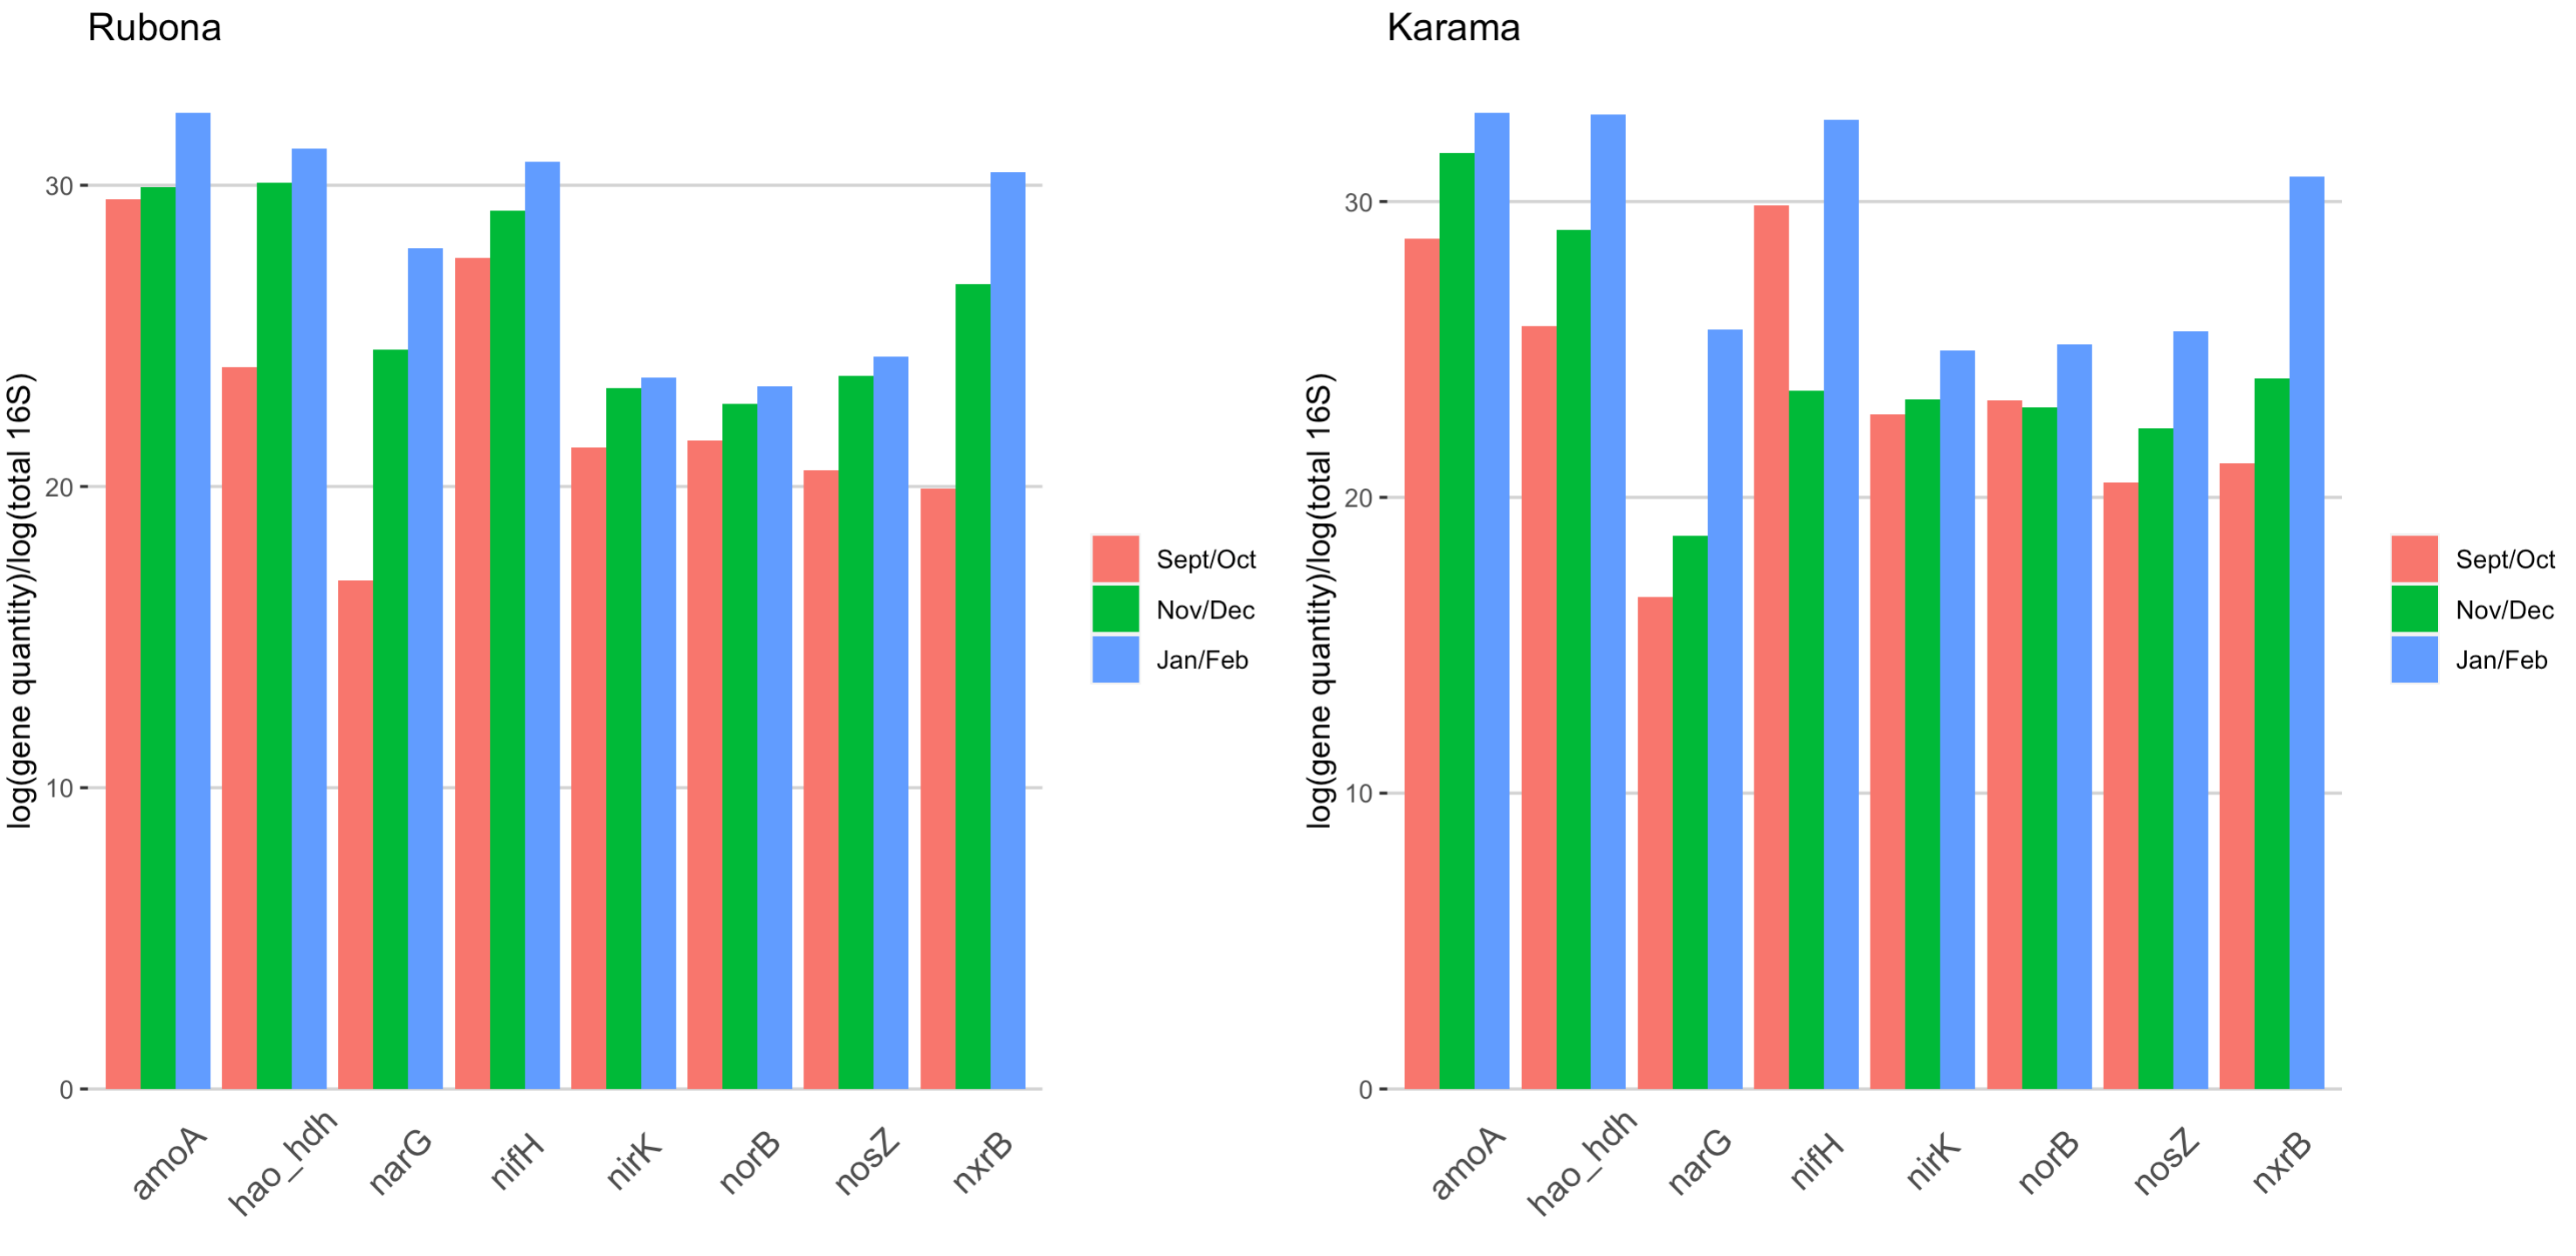 Rubona
log(gene quantity)/log(total 16S)
30
20
10
0
amoA
hao_hdh
narG
nifH
nirK
norB
nosZ
nxrB
Sept/Oct
Nov/Dec
Jan/Feb
Karama
log(gene quantity)/log(total 16S)
30
20
10
0
amoA
hao_hdh
narG
nifH
nirK
norB
nosZ
nxrB
Sept/Oct
Nov/Dec
Jan/Feb